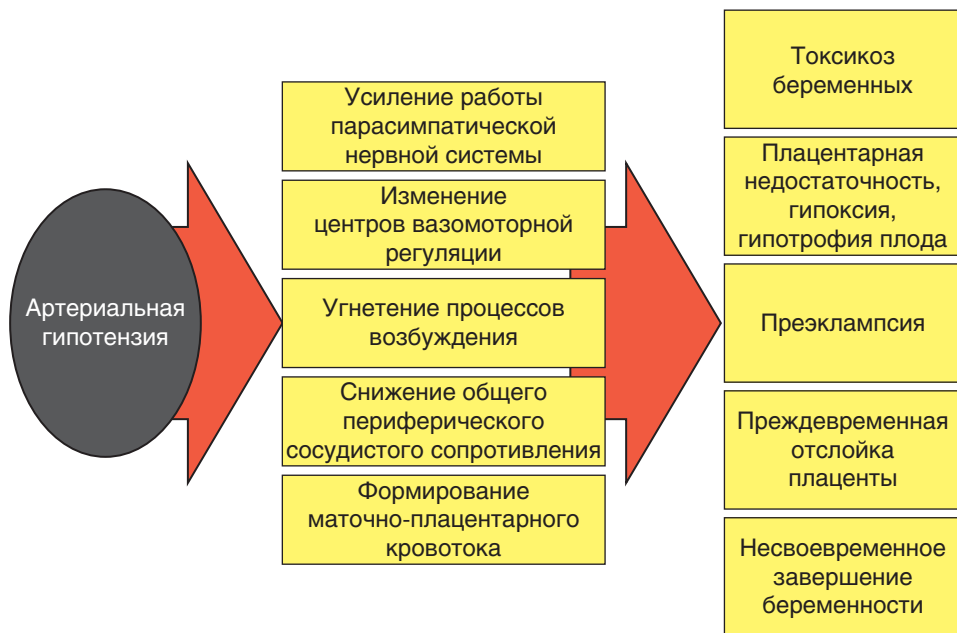 Артериальная
гипотензия
Усиление работы
парасимпатической
нервной системы
Изменение
центров вазомоторной
регуляции
Угнетение процессов
возбуждения
Снижение общего
периферического
сосудистого сопротивления
Формирование
маточно-плацентарного
кровотока
Токсикоз
беременных
Плацентарная
недостаточность,
гипоксия,
гипотрофия плода
Преэклампсия
Преждевременная
отслойка
плаценты
Несвоевременное
завершение
беременности